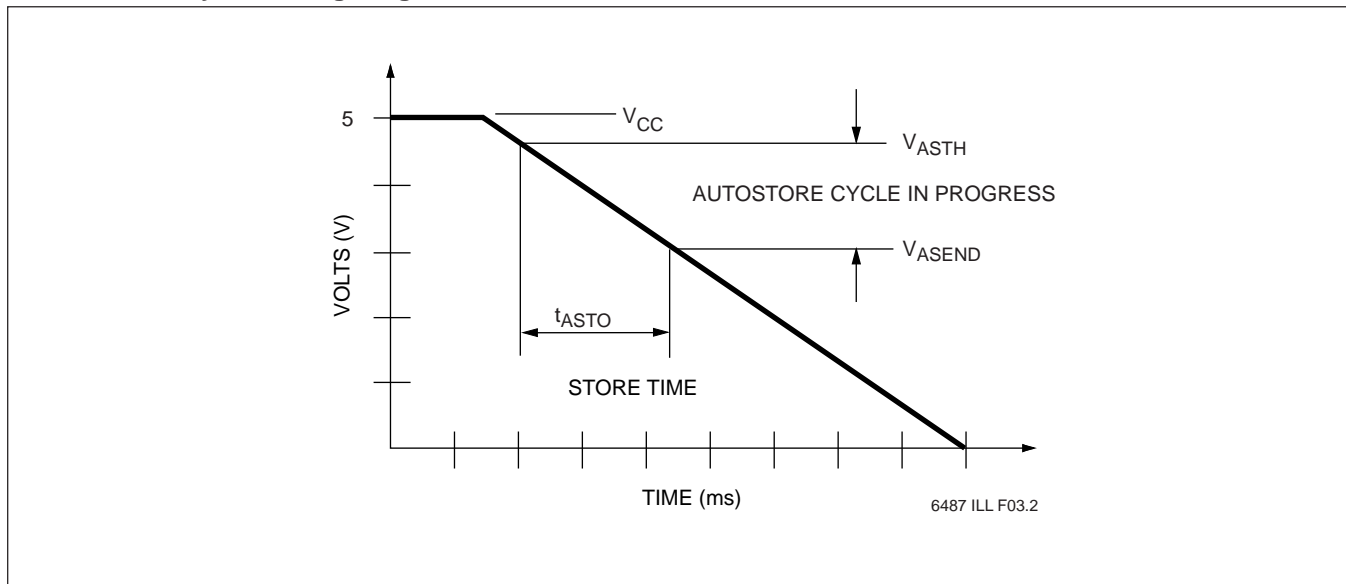 5
VCC
VASTH
AUTOSTORE CYCLE IN PROGRESS
VASEND
VOLTS (V)
tASTO
STORE TIME
TIME (ms)
6487 ILL F03.2